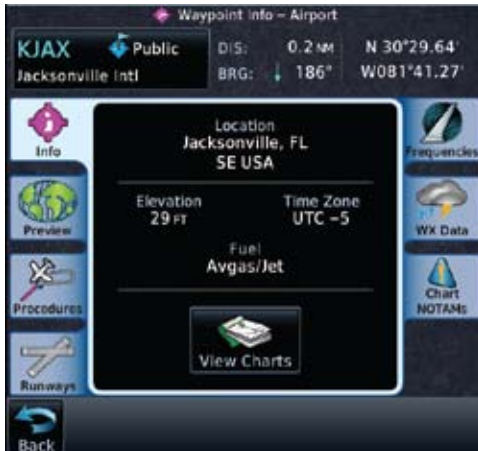 Waypoint Info – Airport
KJAX Public DIS: 0.2 NM N 30°29.64'
Jacksonville Intl BRG: ↓ 186° W081°41.27'
Info
Location
Jacksonville, FL
SE USA
Frequencies
Preview
Elevation Time Zone
29 FT UTC –5
WX Data
Fuel
Avgas/Jet
Procedures
Chart
NOTAMs
View Charts
Runways
Back